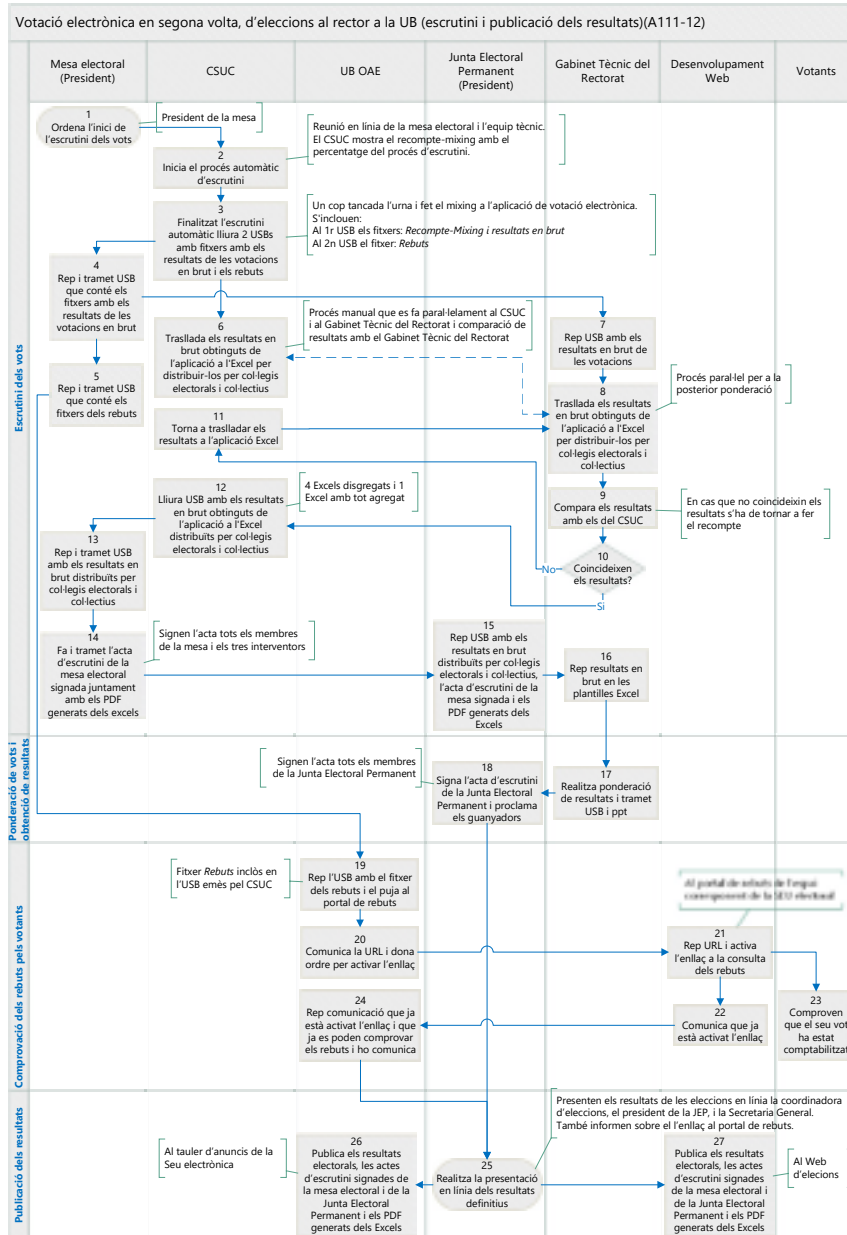 Votació electrònica en segona volta, d’eleccions al rector a la UB (escrutini i publicació dels resultats)(A111-12)
Mesa electoral
(President)
CSUC
UB OAE
Junta Electoral
Permanent
(President)
Gabinet Tècnic del
Rectorat
Desenvolupament
Web
Votants
Escrutini dels vots
1
Ordena l’inici de
l’escrutini dels vots
President de la mesa
2
Inicia el procés automàtic
d’escrutini
Reunió en línia de la mesa electoral i l’equip tècnic.
El CSUC mostra el recompte-mixing amb el
percentatge del procés d’escrutini.
3
Finalitzat l’escrutini
automàtic lliura 2 USBs
amb fitxers amb els
resultats de les votacions
en brut i els rebuts
Un cop tancada l’urna i fet el mixing a l’aplicació de votació electrònica.
S'inclouen:
Al 1r USB els fitxers: Recompte-Mixing i resultats en brut
Al 2n USB el fitxer: Rebuts
4
Rep i tramet USB
que conté els
fitxers amb els
resultats de les
votacions en brut
5
Rep i tramet USB
que conté els
fitxers dels rebuts
6
Trasllada els resultats en
brut obtinguts de
l’aplicació a l'Excel per
distribuir-los per col·legis
electorals i col·lectius
Procés manual que es fa paral·lelament al CSUC
i al Gabinet Tècnic del Rectorat i comparació de
resultats amb el Gabinet Tècnic del Rectorat
7
Rep USB amb els
resultats en brut de
les votacions
8
Trasllada els resultats
en brut obtinguts de
l’aplicació a l'Excel
per distribuir-los per
col·legis electorals i
col·lectius
Procés paral·lel per a la
posterior ponderació
11
Torna a traslladar els
resultats a l’aplicació Excel
9
Compara els resultats
amb els del CSUC
En cas que no coincideixin els
resultats s’ha de tornar a fer
el recompte
10
Coincideixen
els resultats?
No
Si
12
Lliura USB amb els resultats
en brut obtinguts de
l’aplicació a l'Excel
distribuïts per col·legis
electorals i col·lectius
4 Excels disgregats i 1
Excel amb tot agregat
13
Rep i tramet USB
amb els resultats en
brut distribuïts per
col·legis electorals i
col·lectius
14
Fa i tramet l’acta
d’escrutini de la
mesa electoral
signada juntament
amb els PDF
generats dels excels
Signen l’acta tots els membres
de la mesa i els tres interventors
15
Rep USB amb els
resultats en brut
distribuïts per col·legis
electorals i col·lectius,
l’acta d’escrutini de la
mesa signada i els
PDF generats dels
Excels
16
Rep resultats en
brut en les
plantilles Excel
Ponderació de vots i
obtenció de resultats
17
Realitza ponderació
de resultats i tramet
USB i ppt
18
Signa l’acta d’escrutini
de la Junta Electoral
Permanent i proclama
els guanyadors
Signen l’acta tots els membres
de la Junta Electoral Permanent
Comprovació dels rebuts pels votants
19
Rep l’USB amb el fitxer
dels rebuts i el puja al
portal de rebuts
Fitxer Rebuts inclòs en
l’USB emès pel CSUC
20
Comunica la URL i dona
ordre per activar l’enllaç
Al portal de rebuts de l'espai
corresponent de la SEU electoral
21
Rep URL i activa
l’enllaç a la consulta
dels rebuts
22
Comunica que ja
està activat l’enllaç
23
Comproven
que el seu vot
ha estat
comptabilitzat
24
Rep comunicació que ja
està activat l’enllaç i que
ja es poden comprovar
els rebuts i ho comunica
Publicació dels resultats
Presenten els resultats de les eleccions en línia la coordinadora
d’eleccions, el president de la JEP, i la Secretaria General.
També informen sobre el l’enllaç al portal de rebuts.
25
Realitza la presentació
en línia dels resultats
definitius
26
Publica els resultats
electorals, les actes
d’escrutini signades de
la mesa electoral i de
la Junta Electoral
Permanent i els PDF
generats dels Excels
Al tauler d’anuncis de la
Seu electrònica
27
Publica els resultats
electorals, les actes
d’escrutini signades
de la mesa electoral i
de la Junta Electoral
Permanent i els PDF
generats dels Excels
Al Web
d’elecions